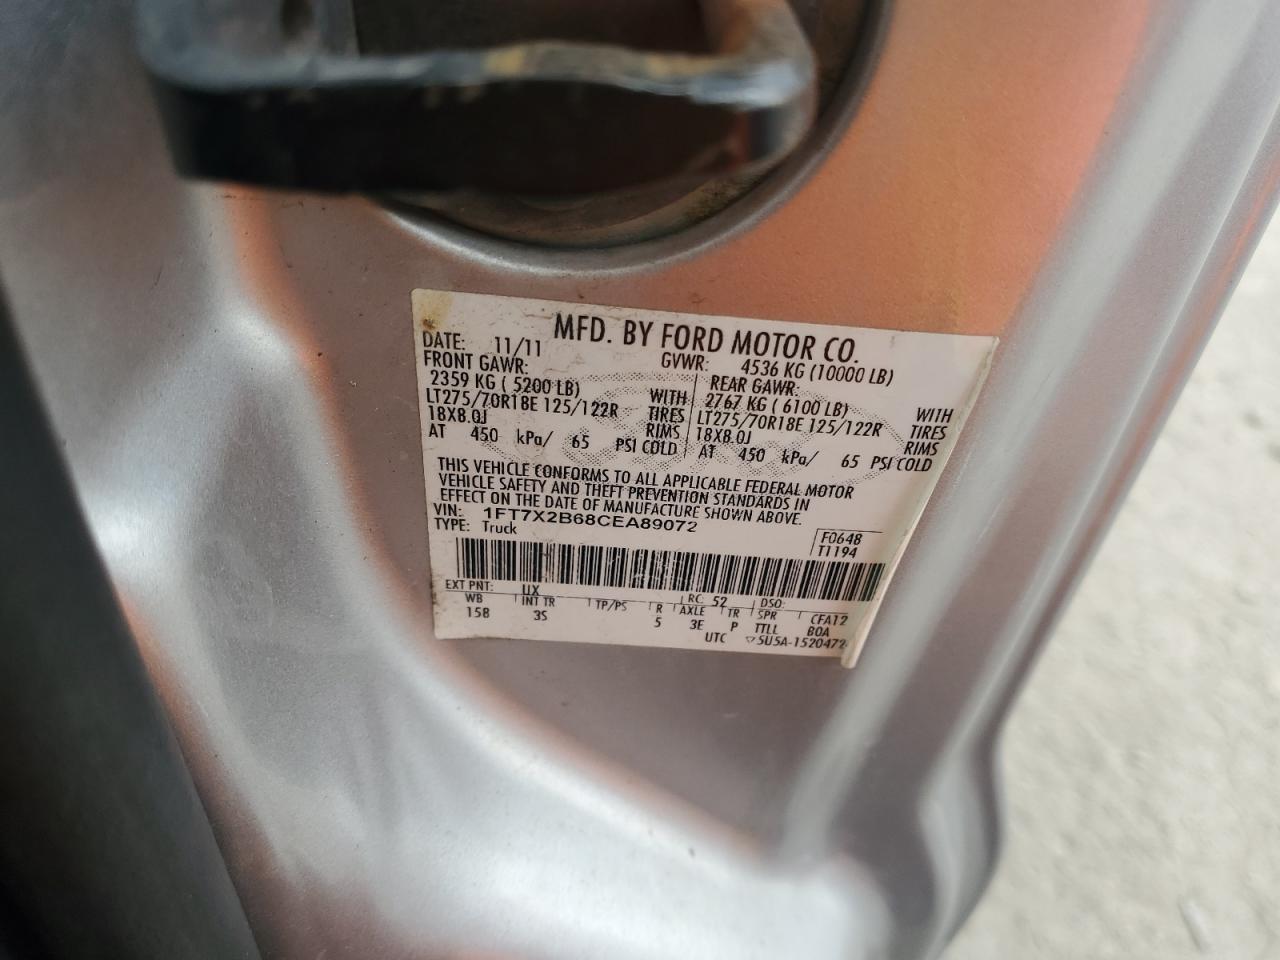 MFD. BY FORD MOTOR CO.
DATE: 11/11 GVWR: 4536 KG (10000 LB)
FRONT GAWR: REAR GAWR:
2359 KG ( 5200 LB) WITH 2767 KG ( 6100 LB) WITH
LT275/70R18E 125/122R TIRES LT275/70R18E 125/122R TIRES
18X8.0J RIMS 18X8.0J RIMS
AT 450 kPa/ 65 PSI COLD AT 450 kPa/ 65 PSI COLD
THIS VEHICLE CONFORMS TO ALL APPLICABLE FEDERAL MOTOR
VEHICLE SAFETY AND THEFT PREVENTION STANDARDS IN
EFFECT ON THE DATE OF MANUFACTURE SHOWN ABOVE.
VIN: 1FT7X2B68CEA89072
TYPE: Truck F0648
T1194
EXT PNT: UX RC: 52 DSO:
WB INT TR TP/PS R AXLE TR SPR CFA12
158 3S 5 3E P TTLL BOA
UTC ▽5U5A-1520472-